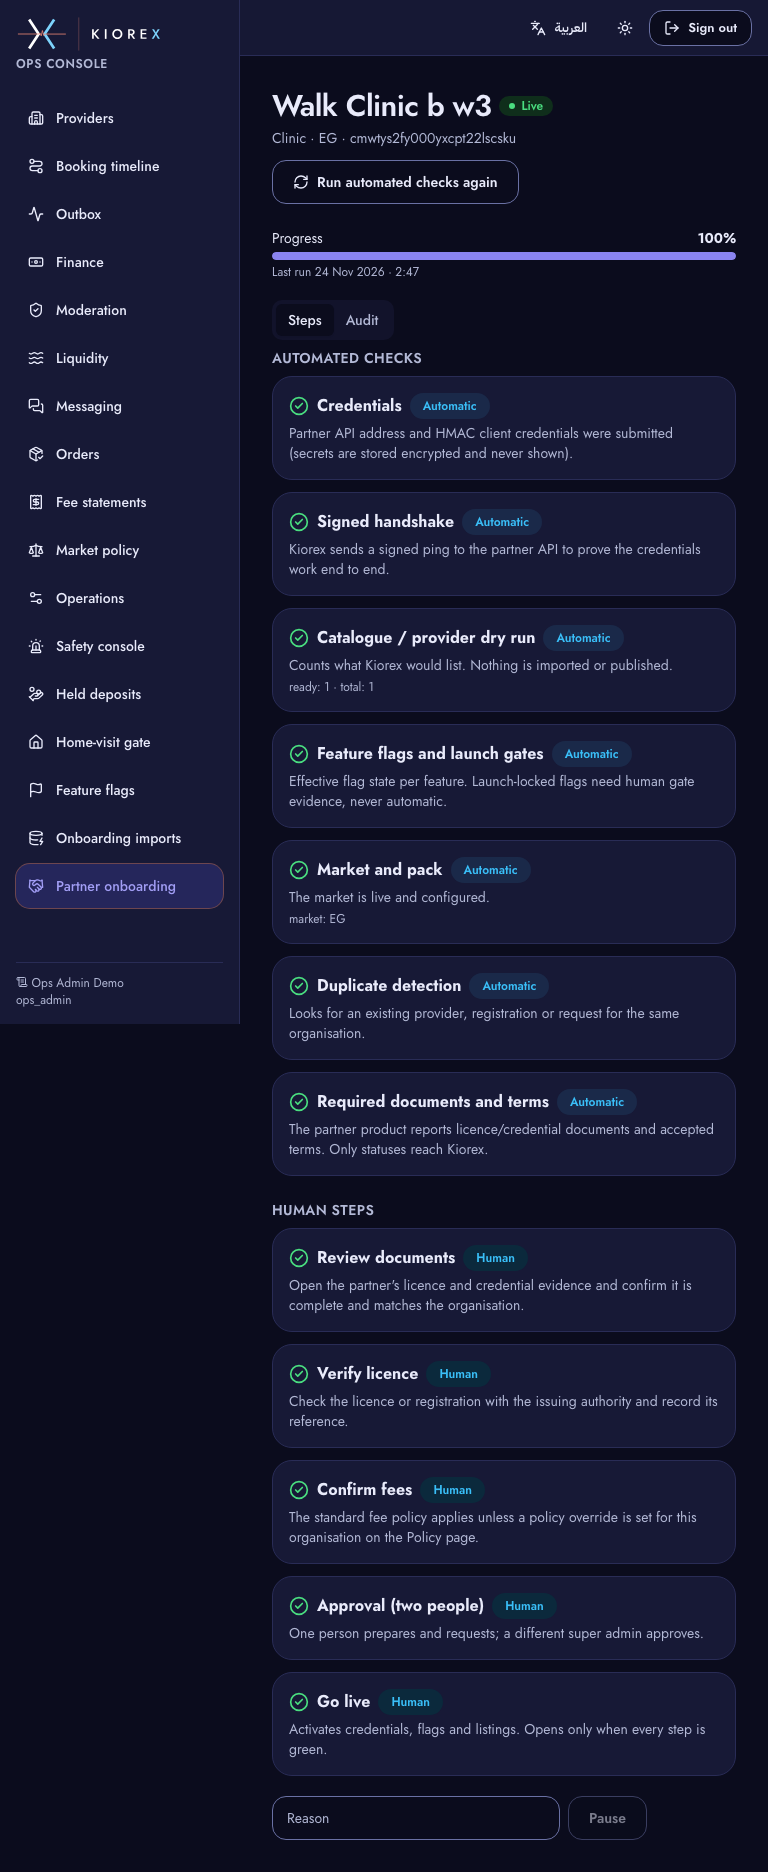 KIOREX
OPS CONSOLE
Providers
Booking timeline
Outbox
Finance
Moderation
Liquidity
Messaging
Orders
Fee statements
Market policy
Operations
Safety console
Held deposits
Home-visit gate
Feature flags
Onboarding imports
Partner onboarding
Ops Admin Demo
ops_admin
العربية
Sign out
Walk Clinic b w3 Live
Clinic · EG · cmwtys2fy000yxcpt22lscsku
Run automated checks again
Progress 100%
Last run 24 Nov 2026 · 2:47
Steps Audit
AUTOMATED CHECKS
Credentials Automatic
Partner API address and HMAC client credentials were submitted
(secrets are stored encrypted and never shown).
Signed handshake Automatic
Kiorex sends a signed ping to the partner API to prove the credentials
work end to end.
Catalogue / provider dry run Automatic
Counts what Kiorex would list. Nothing is imported or published.
ready: 1 · total: 1
Feature flags and launch gates Automatic
Effective flag state per feature. Launch-locked flags need human gate
evidence, never automatic.
Market and pack Automatic
The market is live and configured.
market: EG
Duplicate detection Automatic
Looks for an existing provider, registration or request for the same
organisation.
Required documents and terms Automatic
The partner product reports licence/credential documents and accepted
terms. Only statuses reach Kiorex.
HUMAN STEPS
Review documents Human
Open the partner's licence and credential evidence and confirm it is
complete and matches the organisation.
Verify licence Human
Check the licence or registration with the issuing authority and record its
reference.
Confirm fees Human
The standard fee policy applies unless a policy override is set for this
organisation on the Policy page.
Approval (two people) Human
One person prepares and requests; a different super admin approves.
Go live Human
Activates credentials, flags and listings. Opens only when every step is
green.
Reason Pause